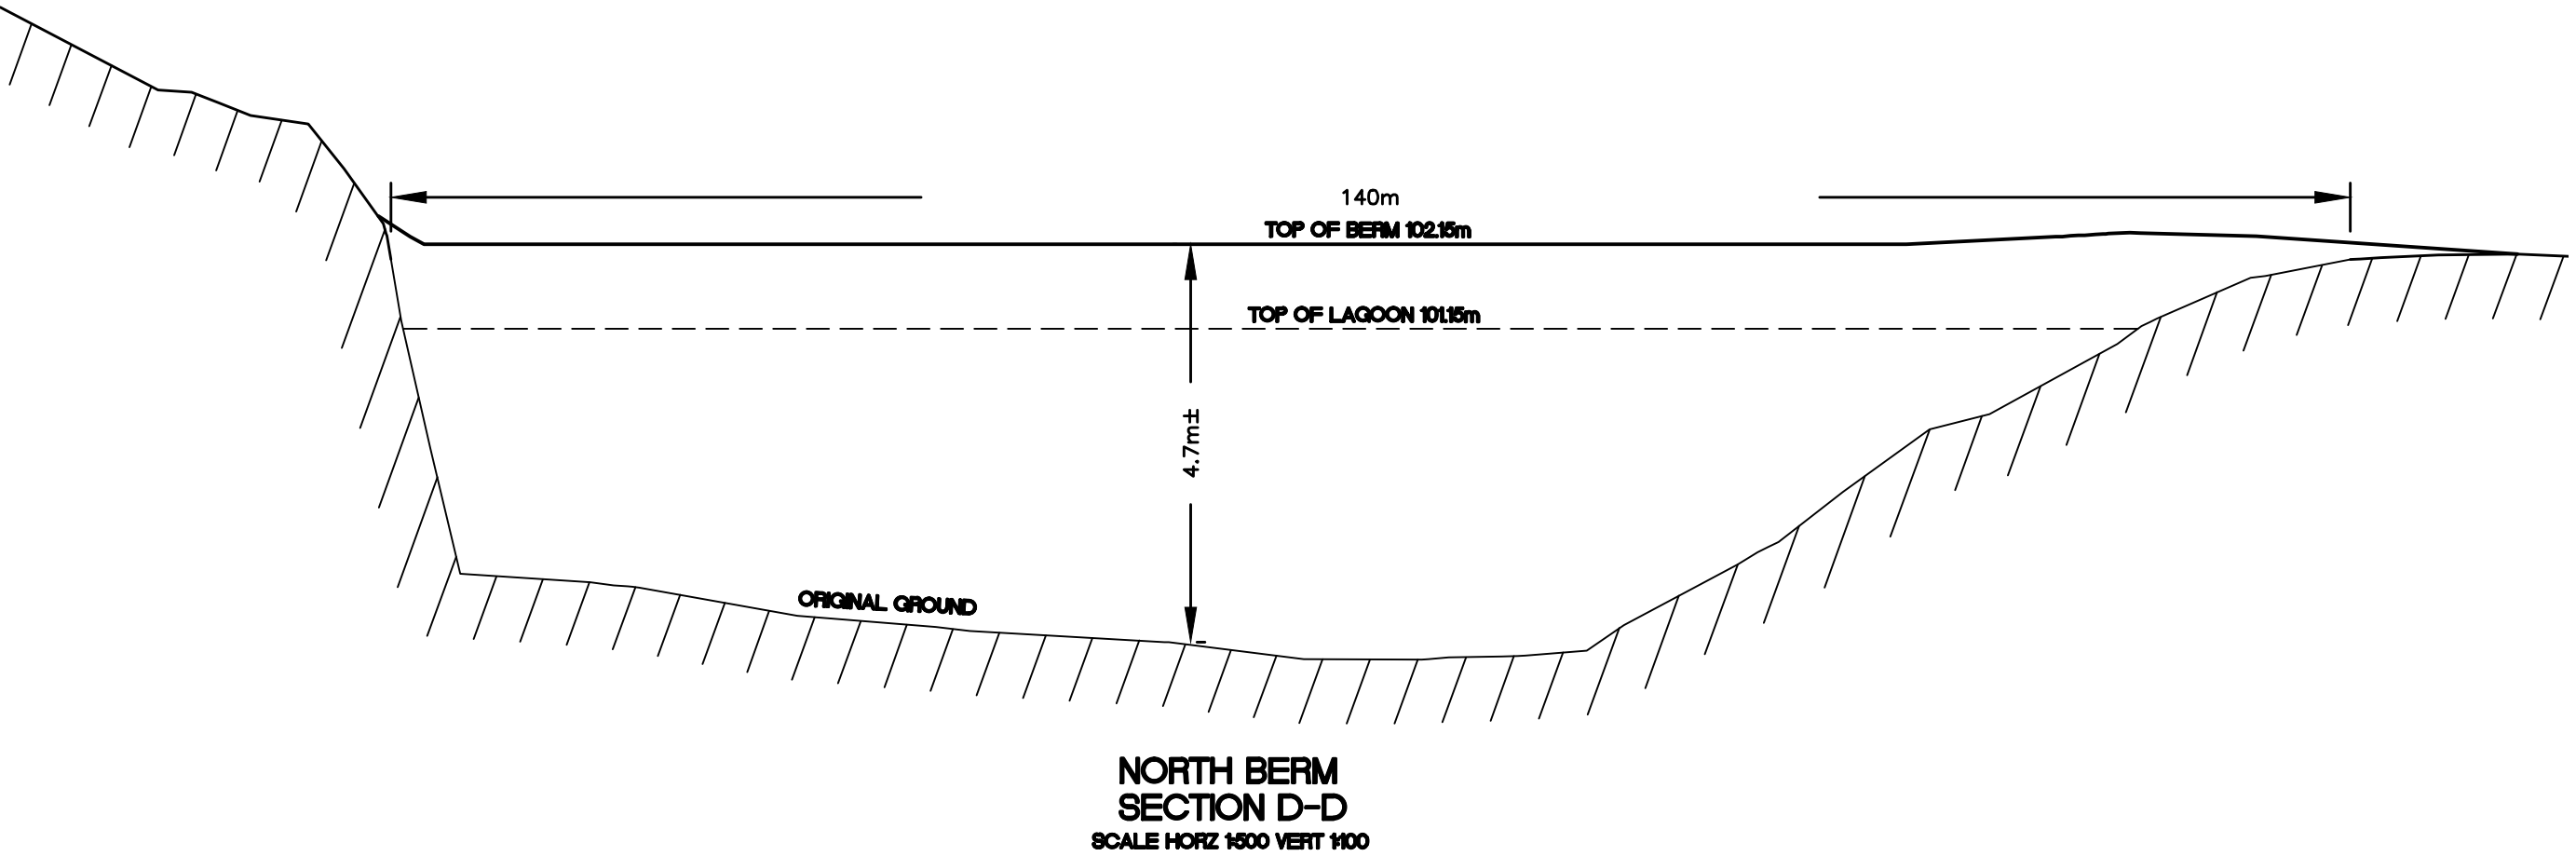 140m
TOP OF BERM 102.15m
TOP OF LAGOON 101.15m
4.7m±
ORIGINAL GROUND
NORTH BERM
SECTION D-D
SCALE HORZ 1:500 VERT 1:100